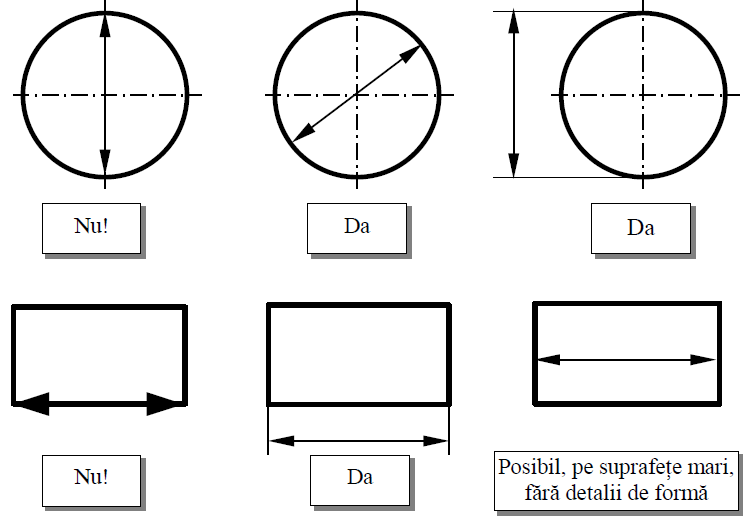 Nu!
Da
Da
Nu!
Da
Posibil, pe suprafețe mari,
fără detalii de formă